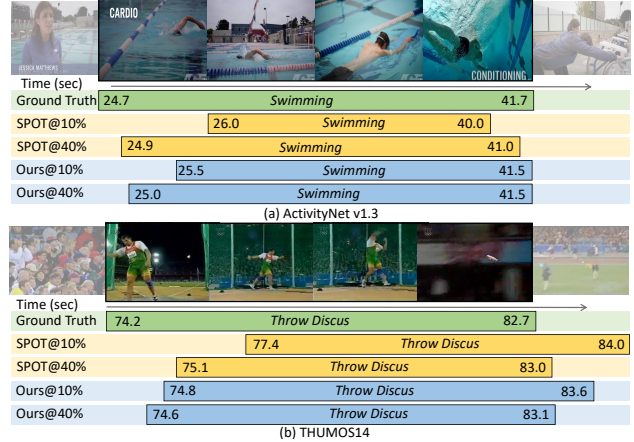 CARDIO
JESSICA MATTHEWS
CONDITIONING
Time (sec)
Ground Truth 24.7 Swimming 41.7
SPOT@10% 26.0 Swimming 40.0
SPOT@40% 24.9 Swimming 41.0
Ours@10% 25.5 Swimming 41.5
Ours@40% 25.0 Swimming 41.5
(a) ActivityNet v1.3
Time (sec)
Ground Truth 74.2 Throw Discus 82.7
SPOT@10% 77.4 Throw Discus 84.0
SPOT@40% 75.1 Throw Discus 83.0
Ours@10% 74.8 Throw Discus 83.6
Ours@40% 74.6 Throw Discus 83.1
(b) THUMOS14